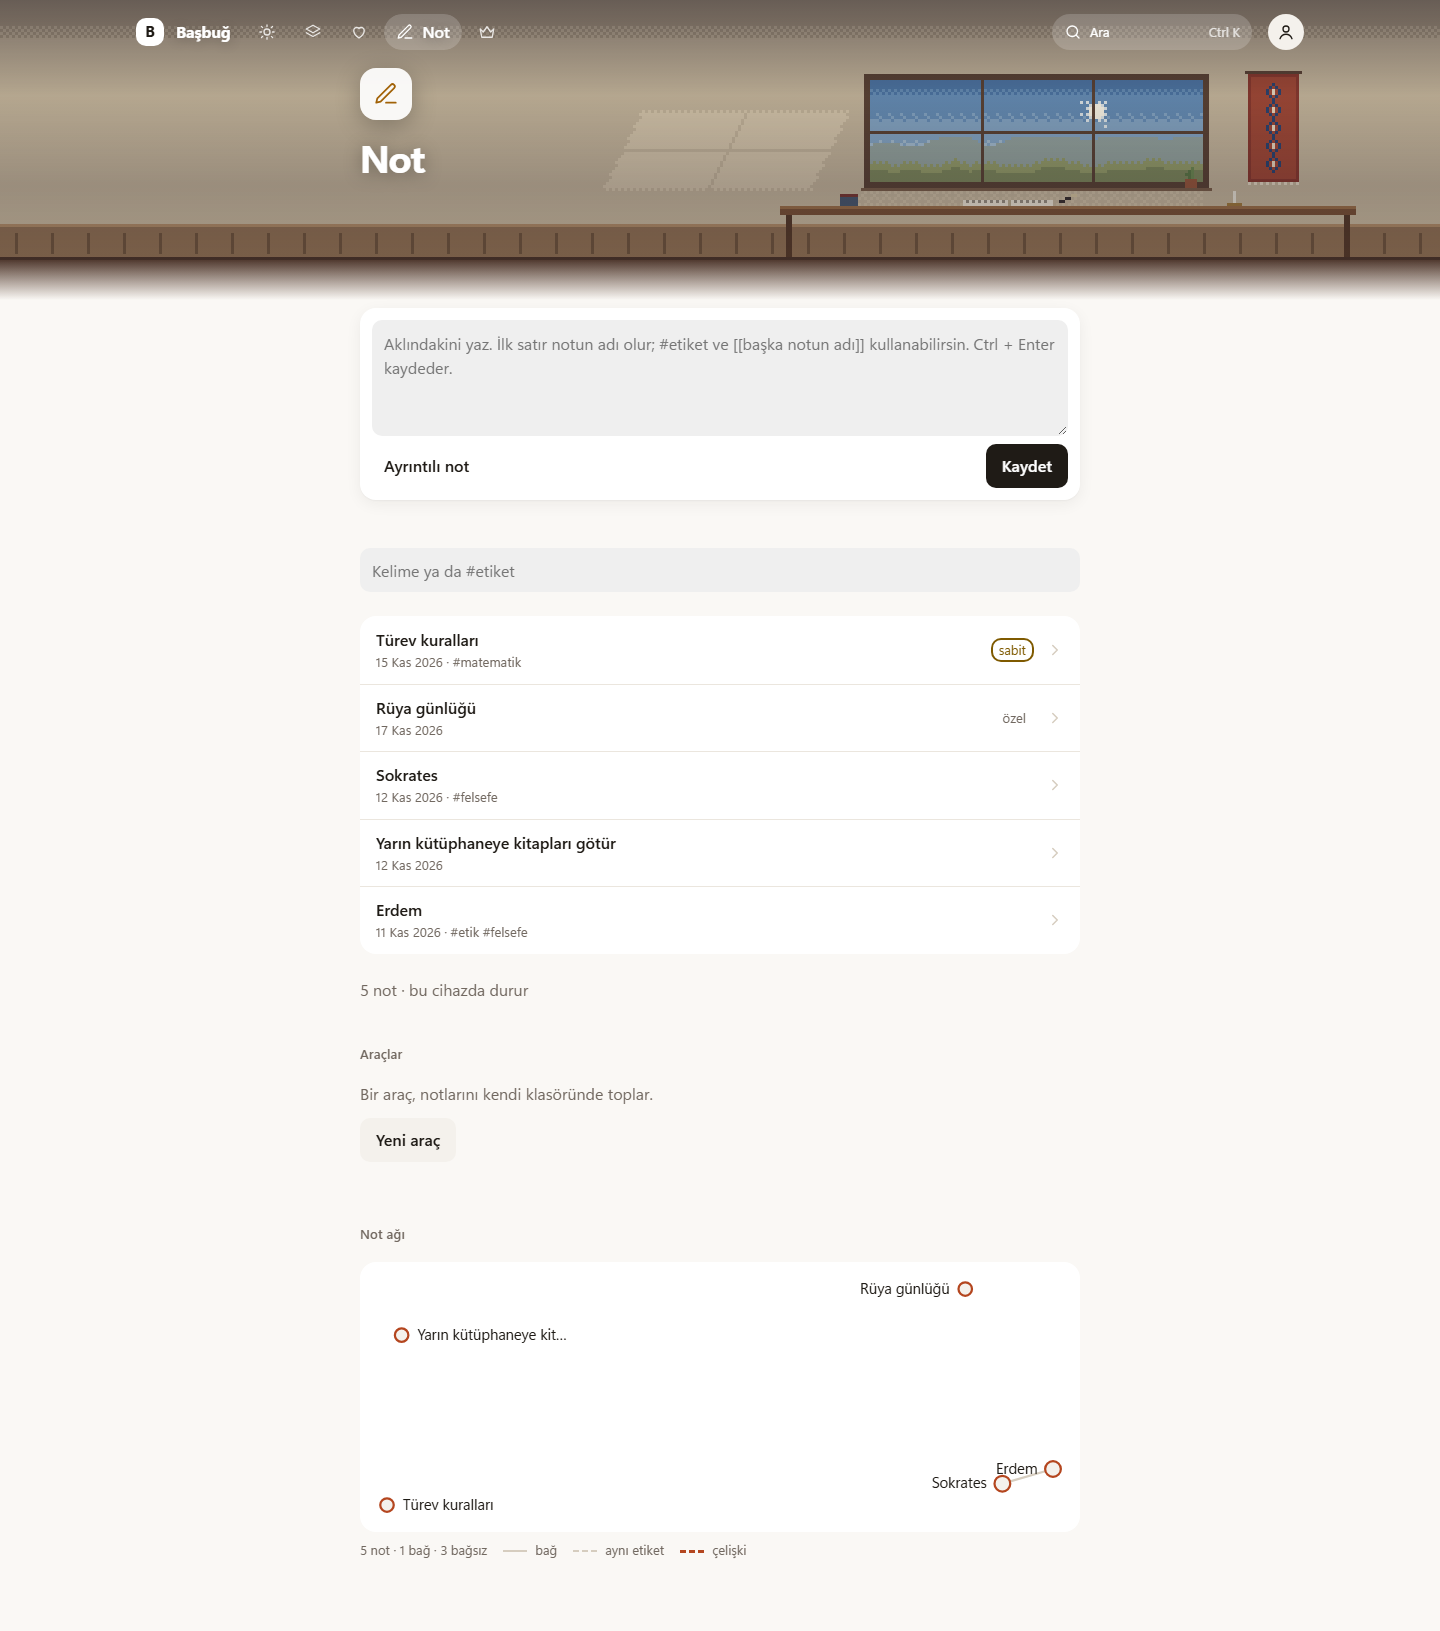 B Başbuğ Not Ara Ctrl K
Not
Aklındakini yaz. İlk satır notun adı olur; #etiket ve [[başka notun adı]] kullanabilirsin. Ctrl + Enter
kaydeder.
Ayrıntılı not Kaydet
Kelime ya da #etiket
Türev kuralları
15 Kas 2026 · #matematik
sabit
Rüya günlüğü
17 Kas 2026
özel
Sokrates
12 Kas 2026 · #felsefe
Yarın kütüphaneye kitapları götür
12 Kas 2026
Erdem
11 Kas 2026 · #etik #felsefe
5 not · bu cihazda durur
Araçlar
Bir araç, notlarını kendi klasöründe toplar.
Yeni araç
Not ağı
Rüya günlüğü
Yarın kütüphaneye kit...
Erdem
Sokrates
Türev kuralları
5 not · 1 bağ · 3 bağsız bağ aynı etiket çelişki